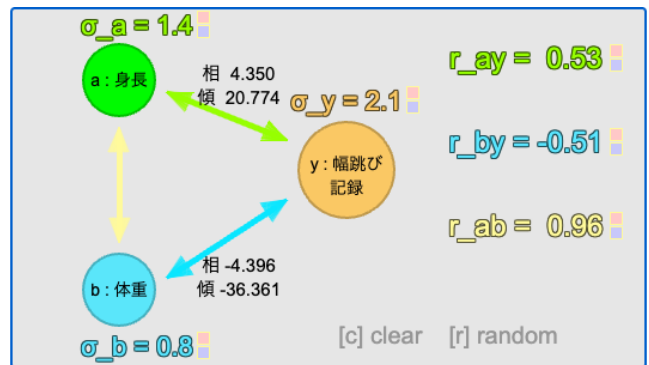 σ_a = 1.4
a : 身長
相 4.350
傾 20.774
σ_y = 2.1
r_ay = 0.53
r_by = -0.51
r_ab = 0.96
y : 幅跳び
記録
b : 体重
相 -4.396
傾 -36.361
σ_b = 0.8
[c] clear [r] random